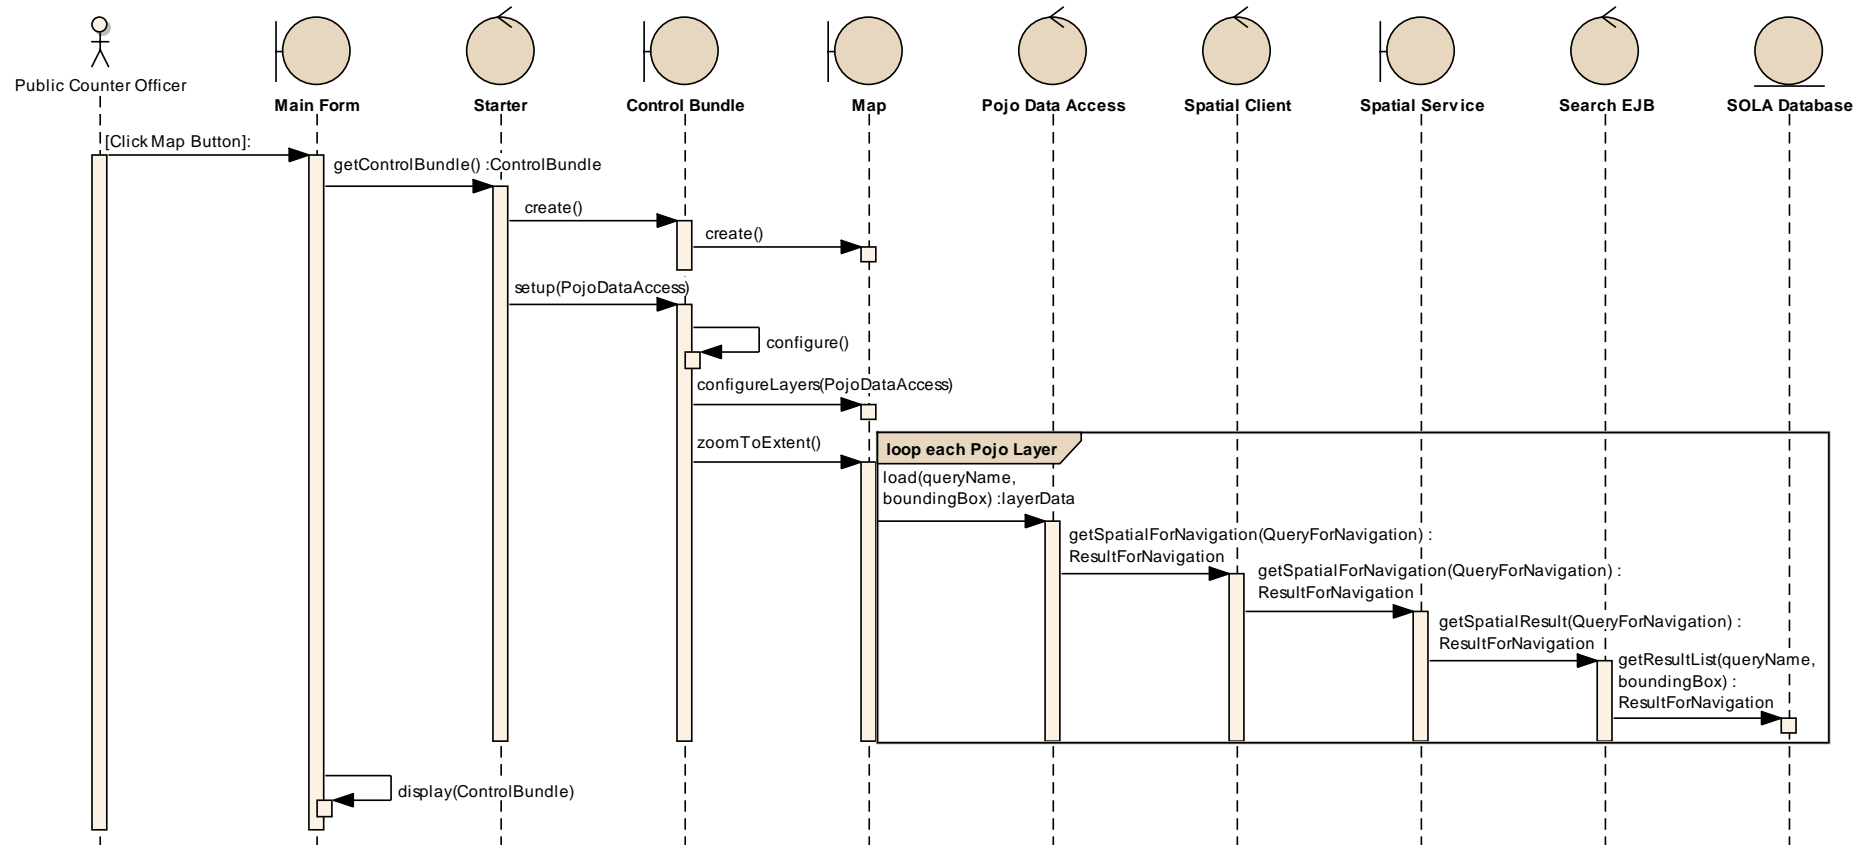 Public Counter Officer
Main Form
Starter
Control Bundle
Map
Pojo Data Access
Spatial Client
Spatial Service
Search EJB
SOLA Database
[Click Map Button]:
getControlBundle() :ControlBundle
create()
create()
setup(PojoDataAccess)
configure()
configureLayers(PojoDataAccess)
zoomToExtent()
loop each Pojo Layer
load(queryName,
boundingBox) :layerData
getSpatialForNavigation(QueryForNavigation) :
ResultForNavigation
getSpatialForNavigation(QueryForNavigation) :
ResultForNavigation
getSpatialResult(QueryForNavigation) :
ResultForNavigation
getResultList(queryName,
boundingBox) :
ResultForNavigation
display(ControlBundle)